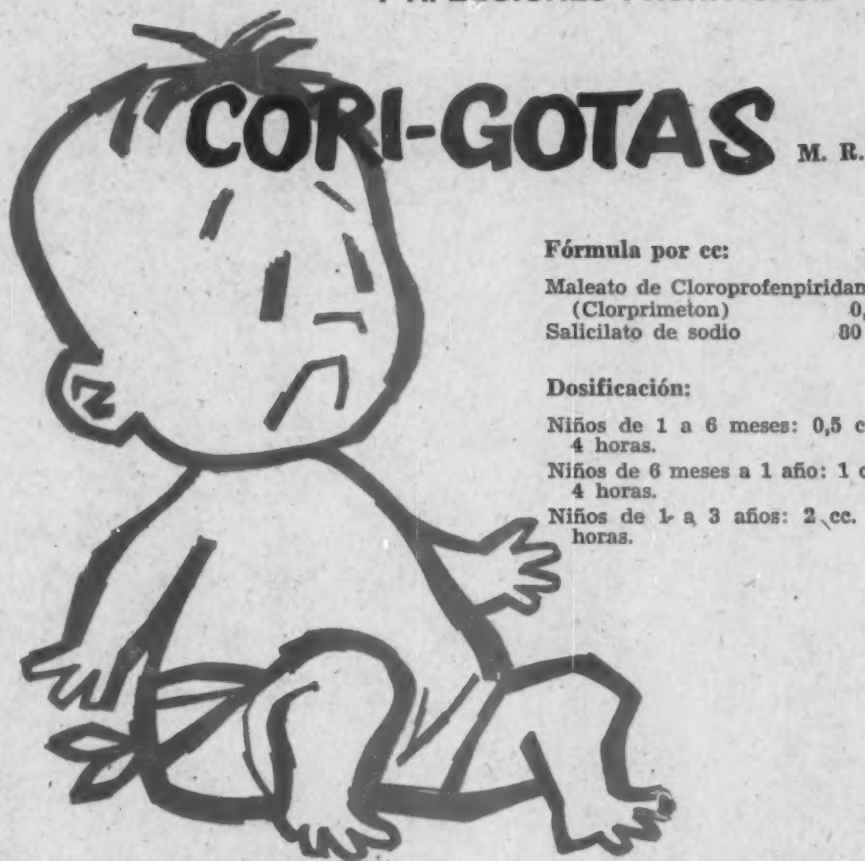 CORI-GOTAS M. R.
Fórmula por cc:
Maleato de
(Clorprimeton) 0,
Salicilato de sodio 80
Dosificación:
Niños de 1 a 6 meses: 0,5
4 horas.
Niños de 6 meses a 1 año: 1
4 horas.
Niños de 1 a 3 años: 2 cc.
horas.